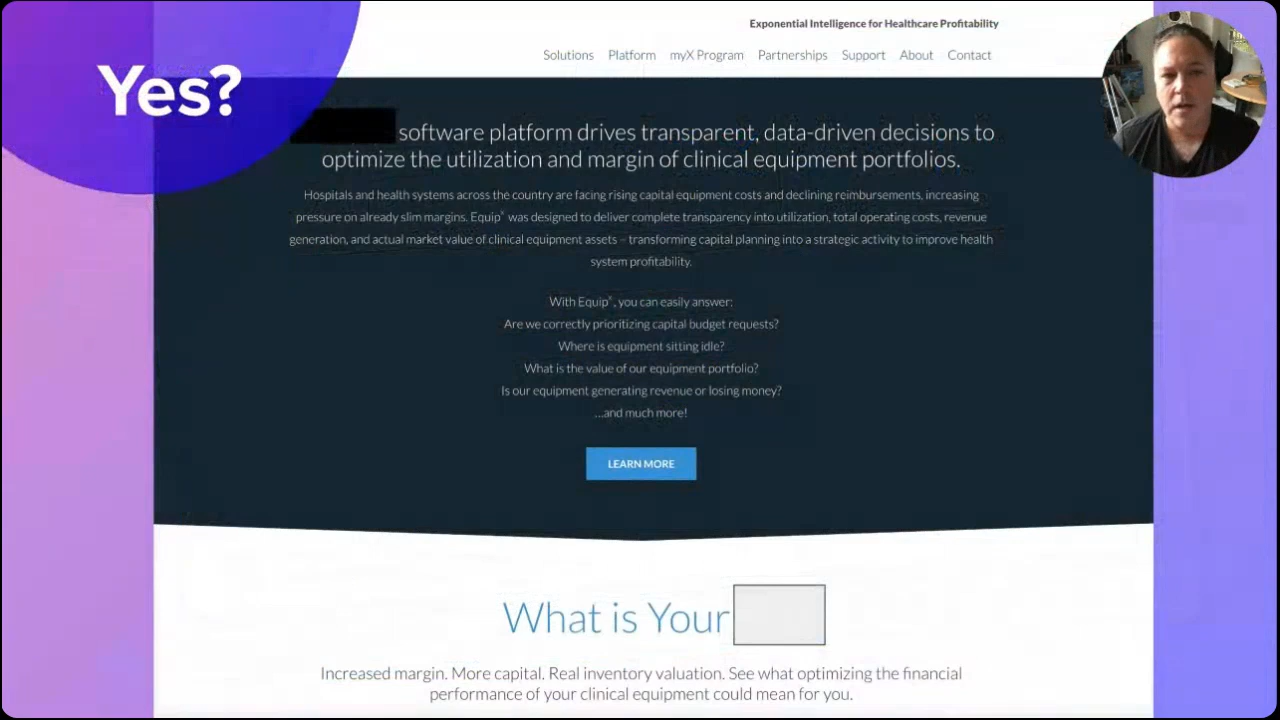 Yes?
Exponential Intelligence for Healthcare Profitability
Solutions Platform myX Program Partnerships Support About Contact
software platform drives transparent, data-driven decisions to
optimize the utilization and margin of clinical equipment portfolios.
Hospitals and health systems across the country are facing rising capital equipment costs and declining reimbursements, increasing
pressure on already slim margins. Equip® was designed to deliver complete transparency into utilization, total operating costs, revenue
generation, and actual market value of clinical equipment assets – transforming capital planning into a strategic activity to improve health
system profitability.
With Equip®, you can easily answer:
Are we correctly prioritizing capital budget requests?
Where is equipment sitting idle?
What is the value of our equipment portfolio?
Is our equipment generating revenue or losing money?
...and much more!
LEARN MORE
What is Your
Increased margin. More capital. Real inventory valuation. See what optimizing the financial
performance of your clinical equipment could mean for you.